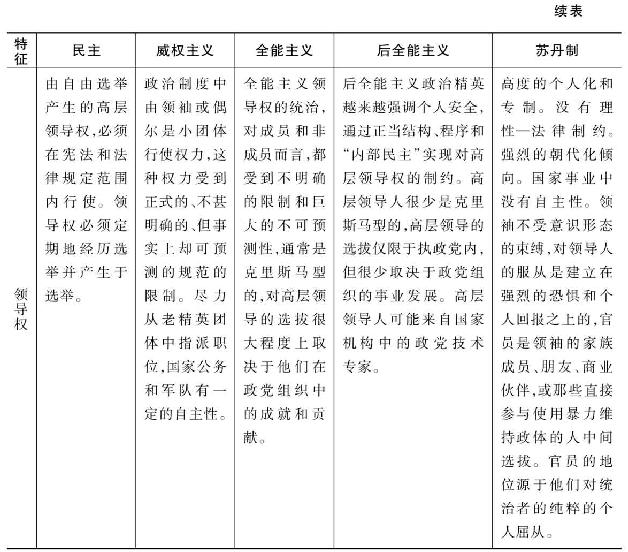 续表
特征
民主
威权主义
全能主义
后全能主义
苏丹制
领导权
由自由选举
产生的高层
领导权,必须
在宪法和法
律规定范围
内行使。领
导权必须定
期地经历选
举并产生于
选举。
政治制度中
由领袖或偶
尔是小团体
行使权力,这
种权力受到
正式的、不甚
明确的、但事
实上却可预
测的规范的
限制。尽力
从老精英团
体中指派职
位,国家公务
和军队有一
定的自主性。
全能主义领
导权的统治,
对成员和非
成员而言,都
受到不明确
的限制和巨
大的不可预
测性,通常是
克里斯马型
的,对高层领
导的选拔很
大程度上取
决于他们在
政党组织中
的成就和贡
献。
后全能主义政治精英
越来越强调个人安全,
通过正当结构、程序和
“内部民主”实现对高
层领导权的制约。高
层领导人很少是克里
斯马型的,高层领导的
选拔仅限于执政党内,
但很少取决于政党组
织的事业发展。高层
领导人可能来自国家
机构中的政党技术
专家。
高度的个人化和
专制。没有理
性—法律制约。
强烈的朝代化倾
向。国家事业中
没有自主性。领
袖不受意识形态
的束缚,对领导人
的服从是建立在
强烈的恐惧和个
人回报之上的,官
员是领袖的家族
成员、朋友、商业
伙伴,或那些直接
参与使用暴力维
持政体的人中间
选拔。官员的地
位源于他们对统
治者的纯粹的个
人屈从。